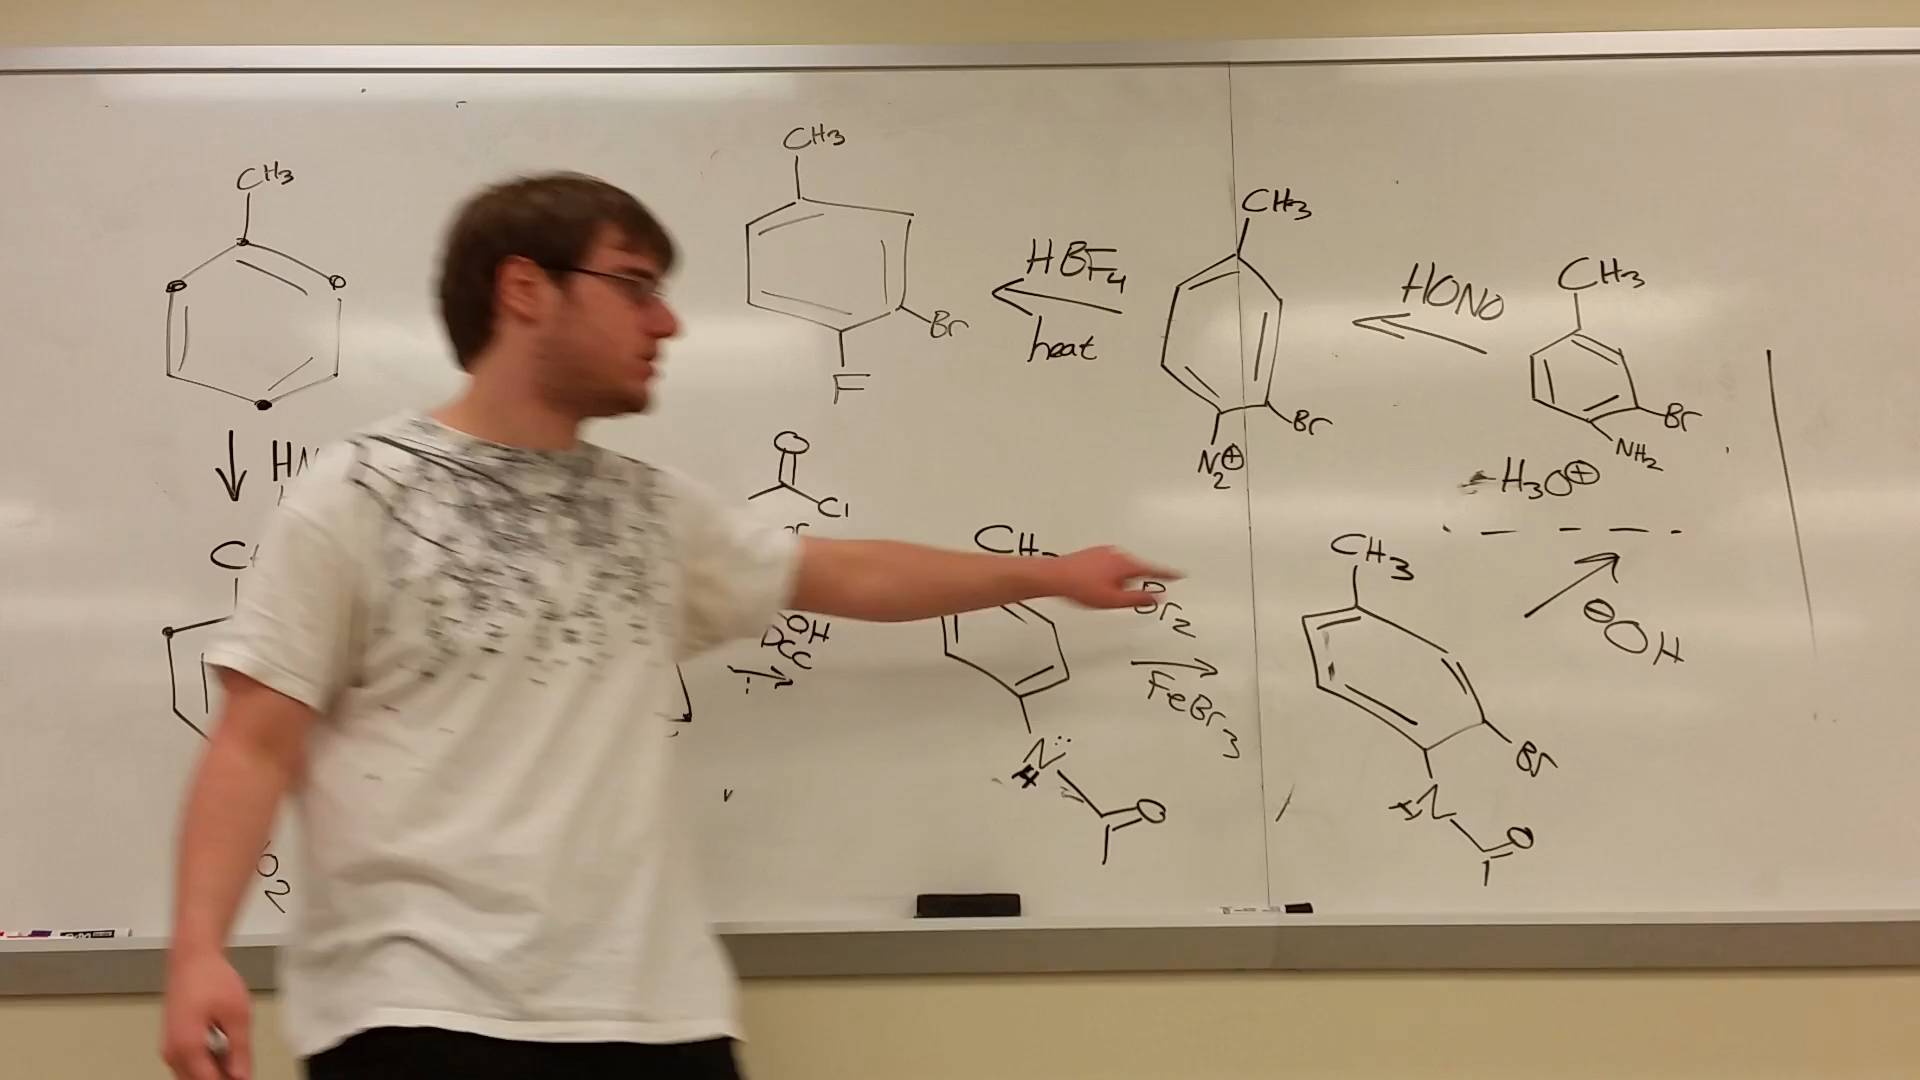 CH3
CH3
Br
F
HBF4
heat
CH3
Br
N2⊕
HONO
CH3
Br
NH2
O
Cl
OH
DCC
CH3
Br2
FeBr3
N
H
O
CH3
Br
N
H
O
H3O⊕
⊖OH